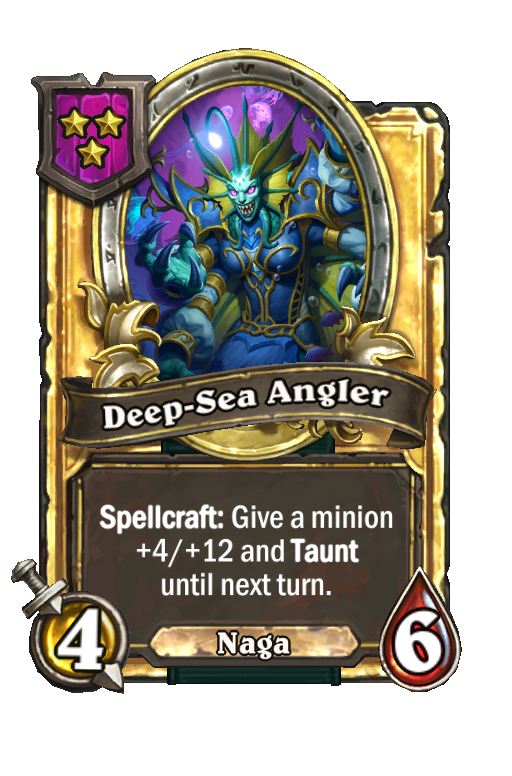 Deep-Sea Angler
Spellcraft: Give a minion
+4/+12 and Taunt
until next turn.
4
Naga
6